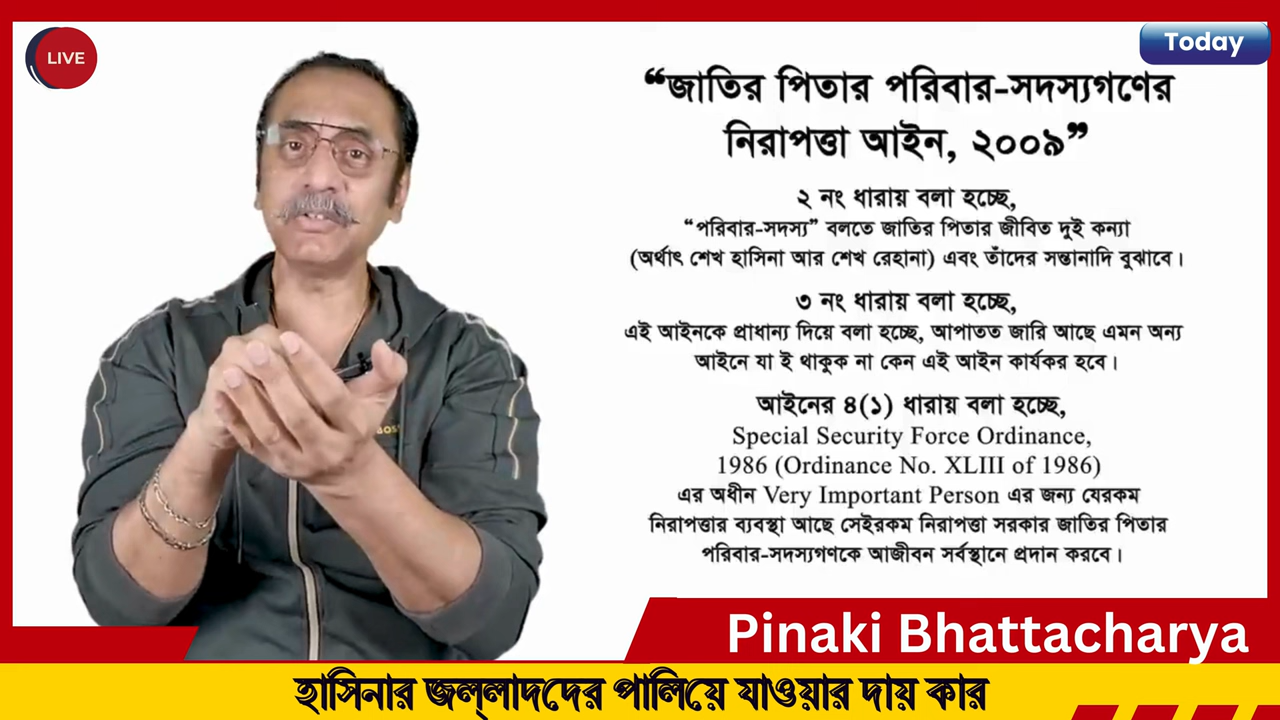 LIVE
Today
“জাতির পিতার পরিবার-সদস্যগণের
নিরাপত্তা আইন, ২০০৯”
২ নং ধারায় বলা হচ্ছে,
“পরিবার-সদস্য” বলতে জাতির পিতার জীবিত দুই কন্যা
(অর্থাৎ শেখ হাসিনা আর শেখ রেহানা) এবং তাঁদের সন্তানাদি বুঝাবে।
৩ নং ধারায় বলা হচ্ছে,
এই আইনকে প্রাধান্য দিয়ে বলা হচ্ছে, আপাতত জারি আছে এমন অন্য
আইনে যা ই থাকুক না কেন এই আইন কার্যকর হবে।
আইনের ৪(১) ধারায় বলা হচ্ছে,
Special Security Force Ordinance,
1986 (Ordinance No. XLIII of 1986)
এর অধীন Very Important Person এর জন্য যেরকম
নিরাপত্তার ব্যবস্থা আছে সেইরকম নিরাপত্তা সরকার জাতির পিতার
পরিবার-সদস্যগণকে আজীবন সর্বস্থানে প্রদান করবে।
BOSS
Pinaki Bhattacharya
হাসিনার জল্লাদদের পালিয়ে যাওয়ার দায় কার